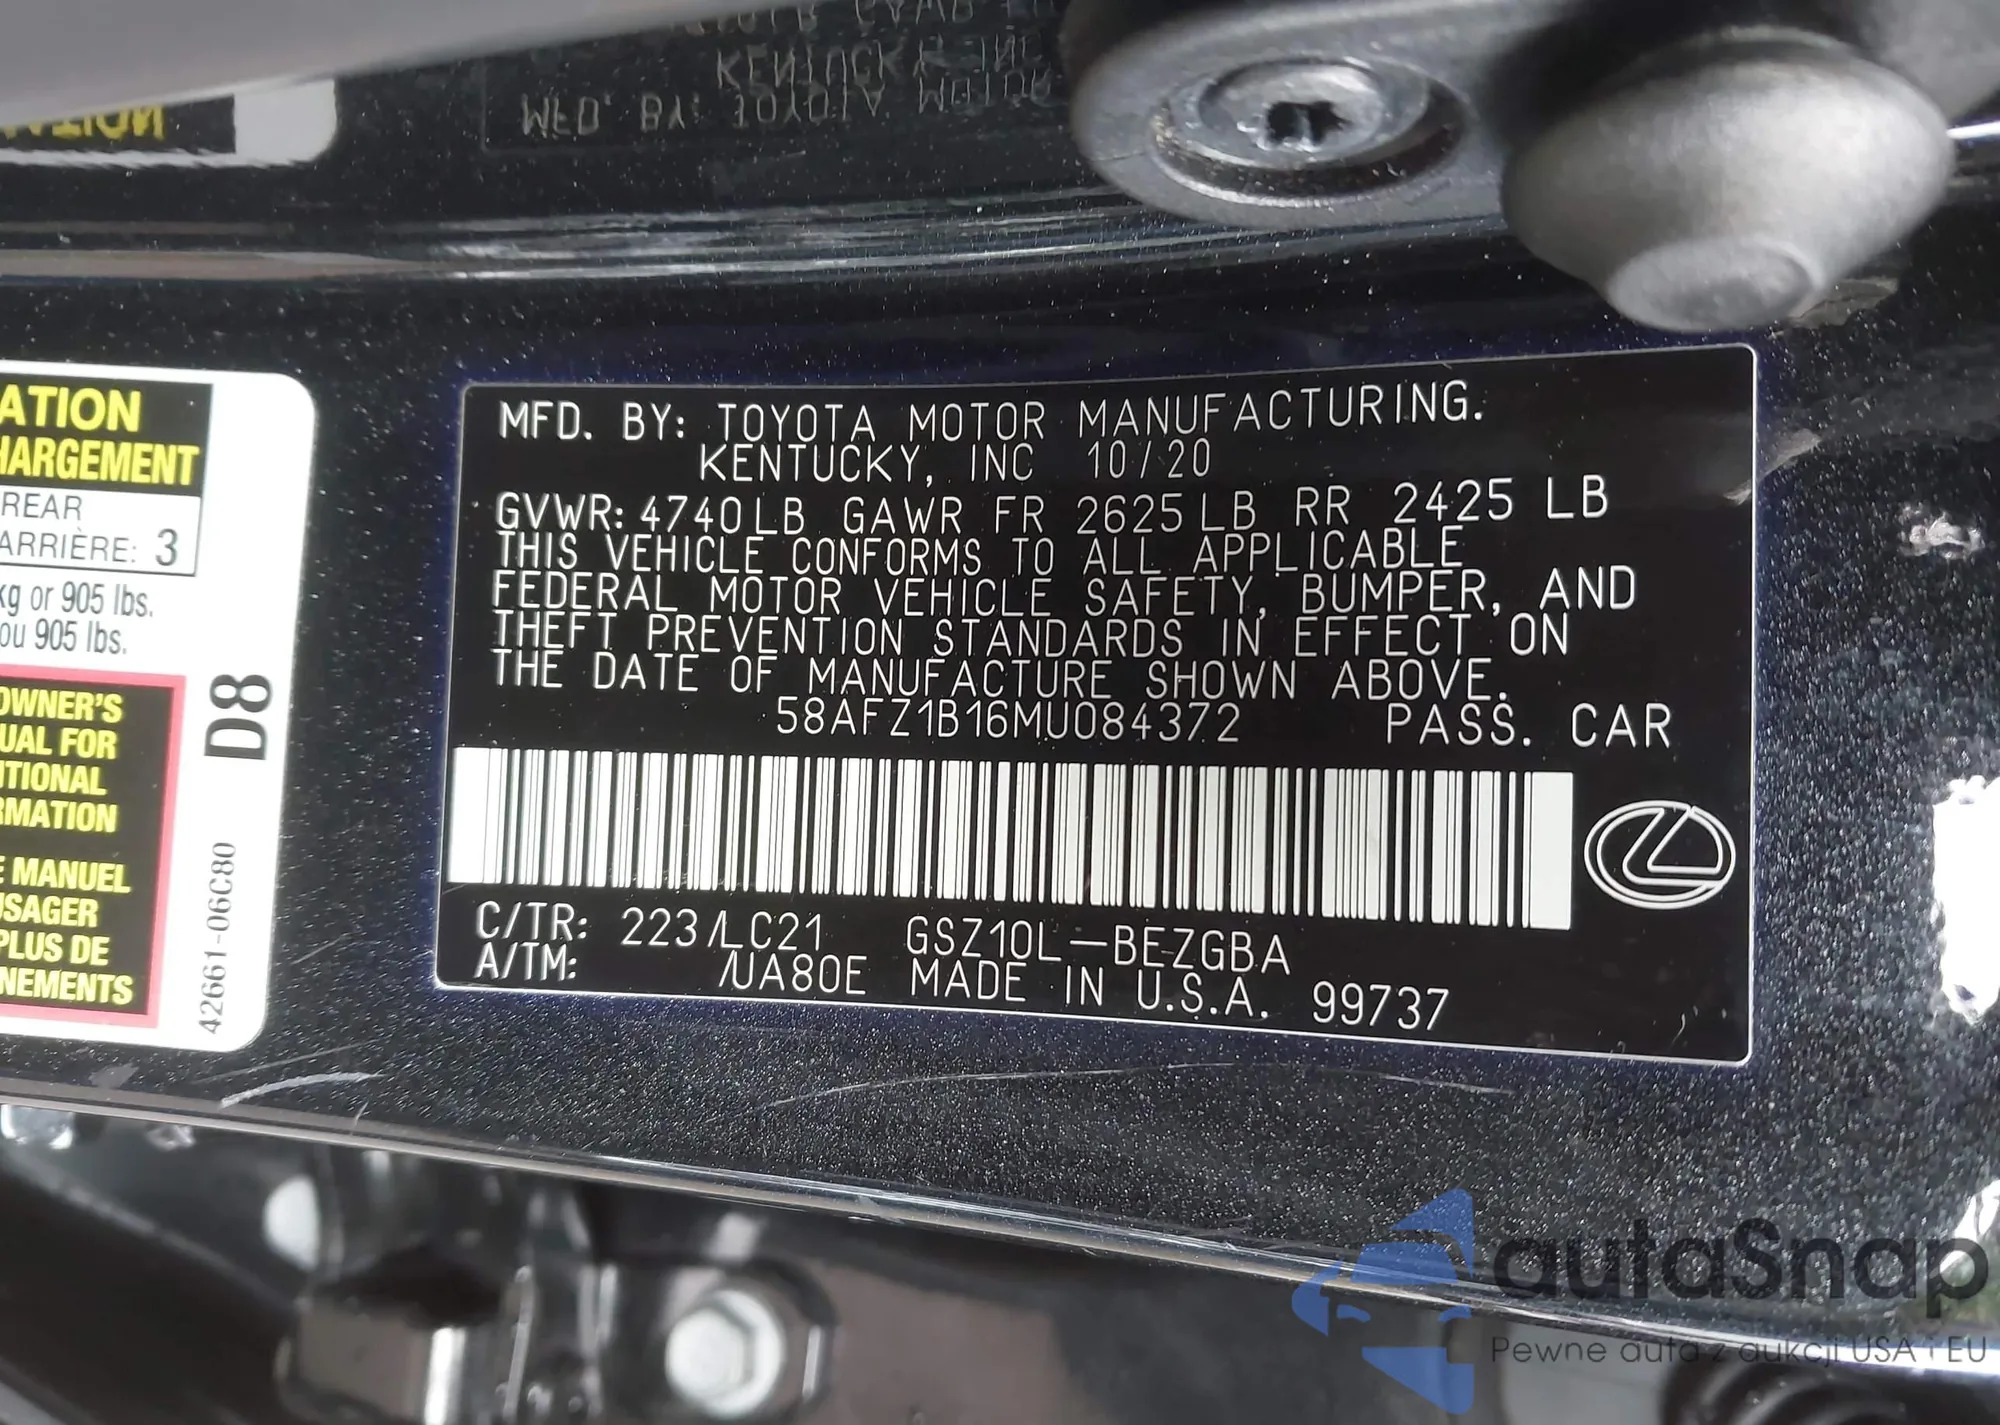 MFD. BY: TOYOTA MOTOR MANUFACTURING.
KENTUCKY, INC 10/20
GVWR: 4740LB GAWR FR 2625 LB RR 2425 LB
THIS VEHICLE CONFORMS TO ALL APPLICABLE
FEDERAL MOTOR VEHICLE SAFETY, BUMPER, AND
THEFT PREVENTION STANDARDS IN EFFECT ON
THE DATE OF MANUFACTURE SHOWN ABOVE.
58AFZ1B16MU084372 PASS. CAR
C/TR: 223/LC21 GSZ10L-BEZGBA
A/TM: /UA80E MADE IN U.S.A. 99737
ATION
HARGEMENT
REAR
ARRIÈRE: 3
kg or 905 lbs.
ou 905 lbs.
OWNER'S
UAL FOR
ITIONAL
RMATION
E MANUEL
USAGER
PLUS DE
NEMENTS
D8
42661-06C80
autaSnap
Pewne auta z aukcji USA i EU